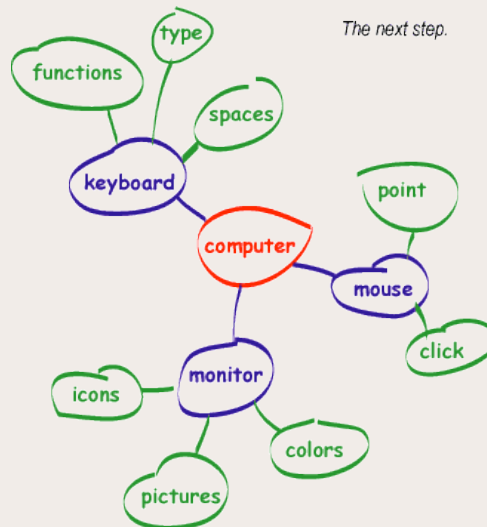 The next step.
type
functions
spaces
keyboard
point
computer
mouse
click
monitor
icons
colors
pictures